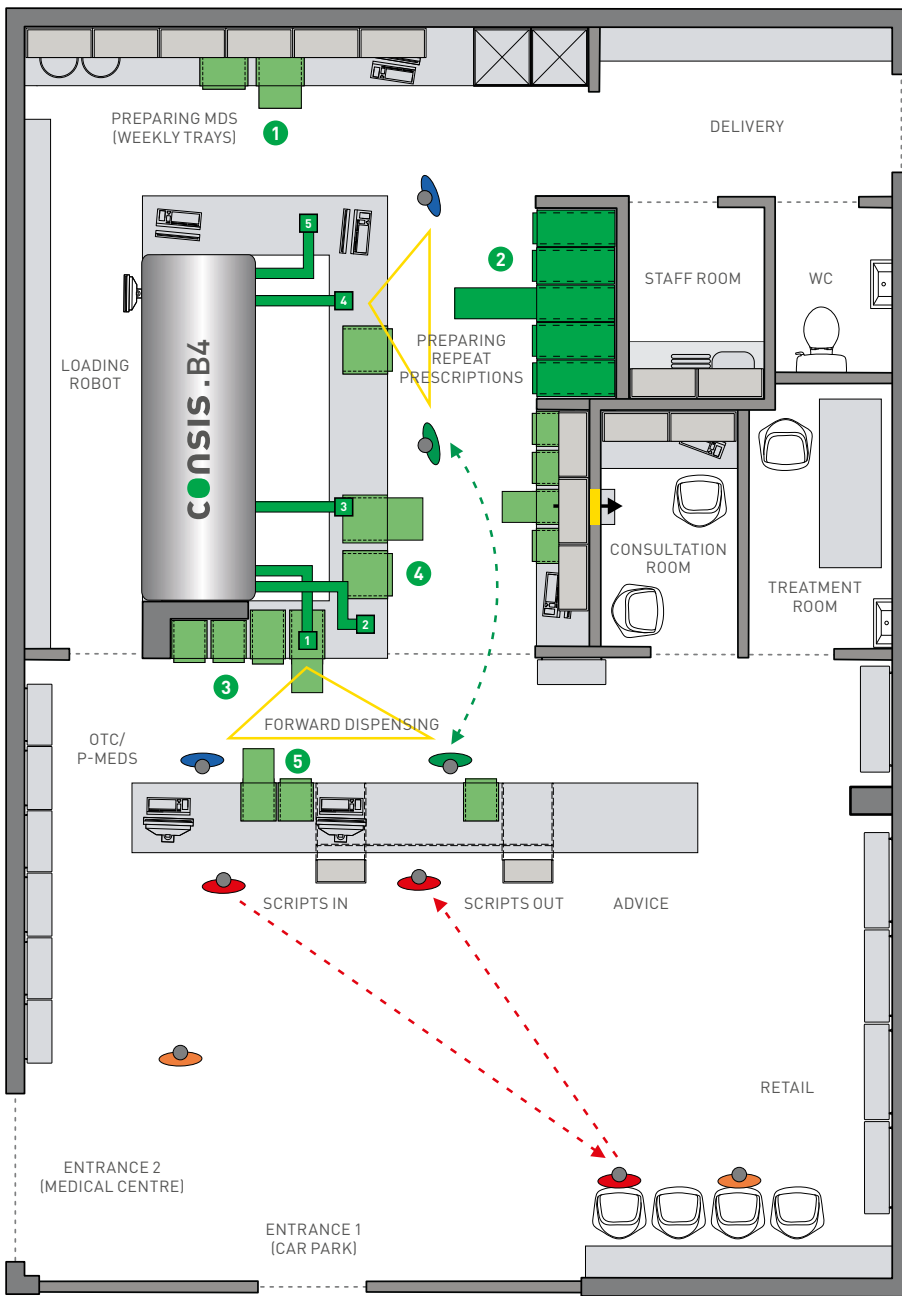 PREPARING MDS
(WEEKLY TRAYS)
1
DELIVERY
5
2
STAFF ROOM
WC
4
LOADING
ROBOT
CONSIS.B4
PREPARING
REPEAT
PRESCRIPTIONS
3
4
CONSULTATION
ROOM
TREATMENT
ROOM
2
1
3
FORWARD DISPENSING
OTC/
P-MEDS
5
SCRIPTS IN
SCRIPTS OUT
ADVICE
RETAIL
ENTRANCE 2
(MEDICAL CENTRE)
ENTRANCE 1
(CAR PARK)